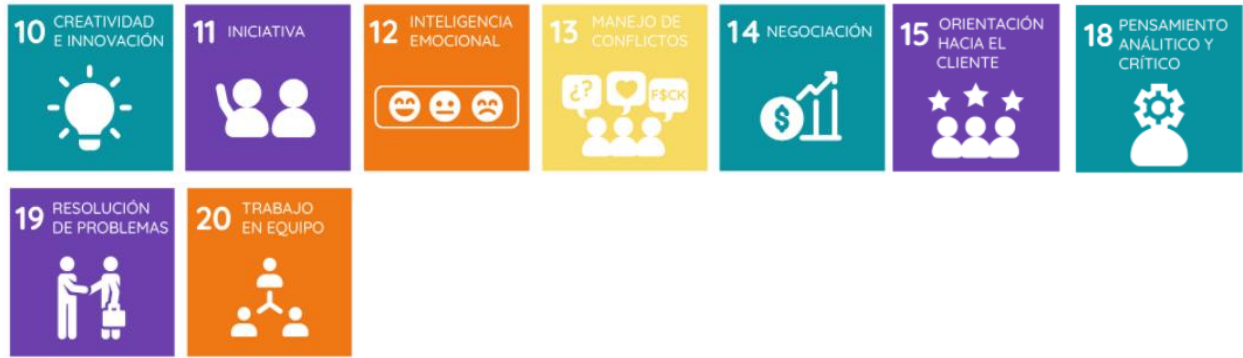 10 CREATIVIDAD
E INNOVACIÓN
11 INICIATIVA
12 INTELIGENCIA
EMOCIONAL
13 MANEJO DE
CONFLICTOS
¿?
F$CK
14 NEGOCIACIÓN
$
15 ORIENTACIÓN
HACIA EL
CLIENTE
18 PENSAMIENTO
ANÁLITICO Y
CRÍTICO
19 RESOLUCIÓN
DE PROBLEMAS
20 TRABAJO
EN EQUIPO